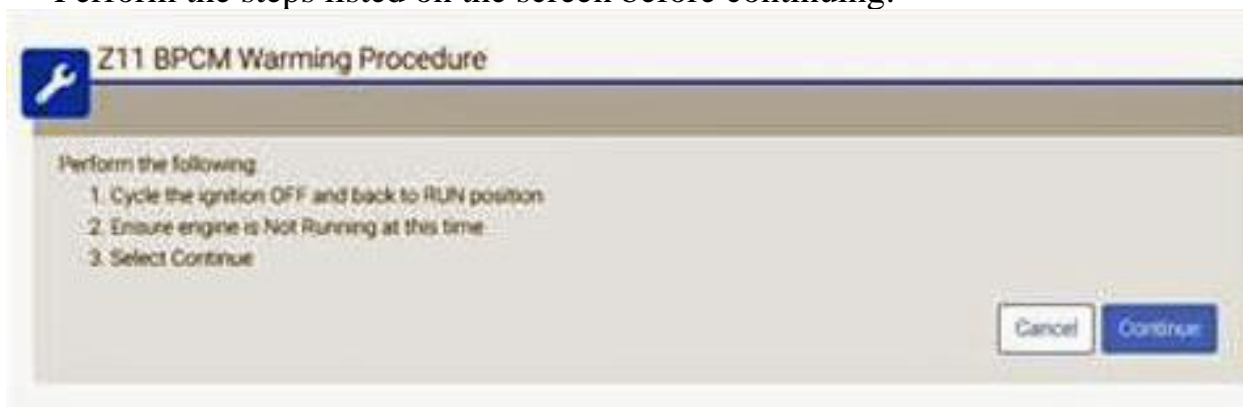 Perform the steps listed on the screen before continuing.
Z11 BPCM Warming Procedure
Perform the following
1. Cycle the ignition OFF and back to RUN position
2. Ensure engine is Not Running at this time
3. Select Continue
Cancel Continue